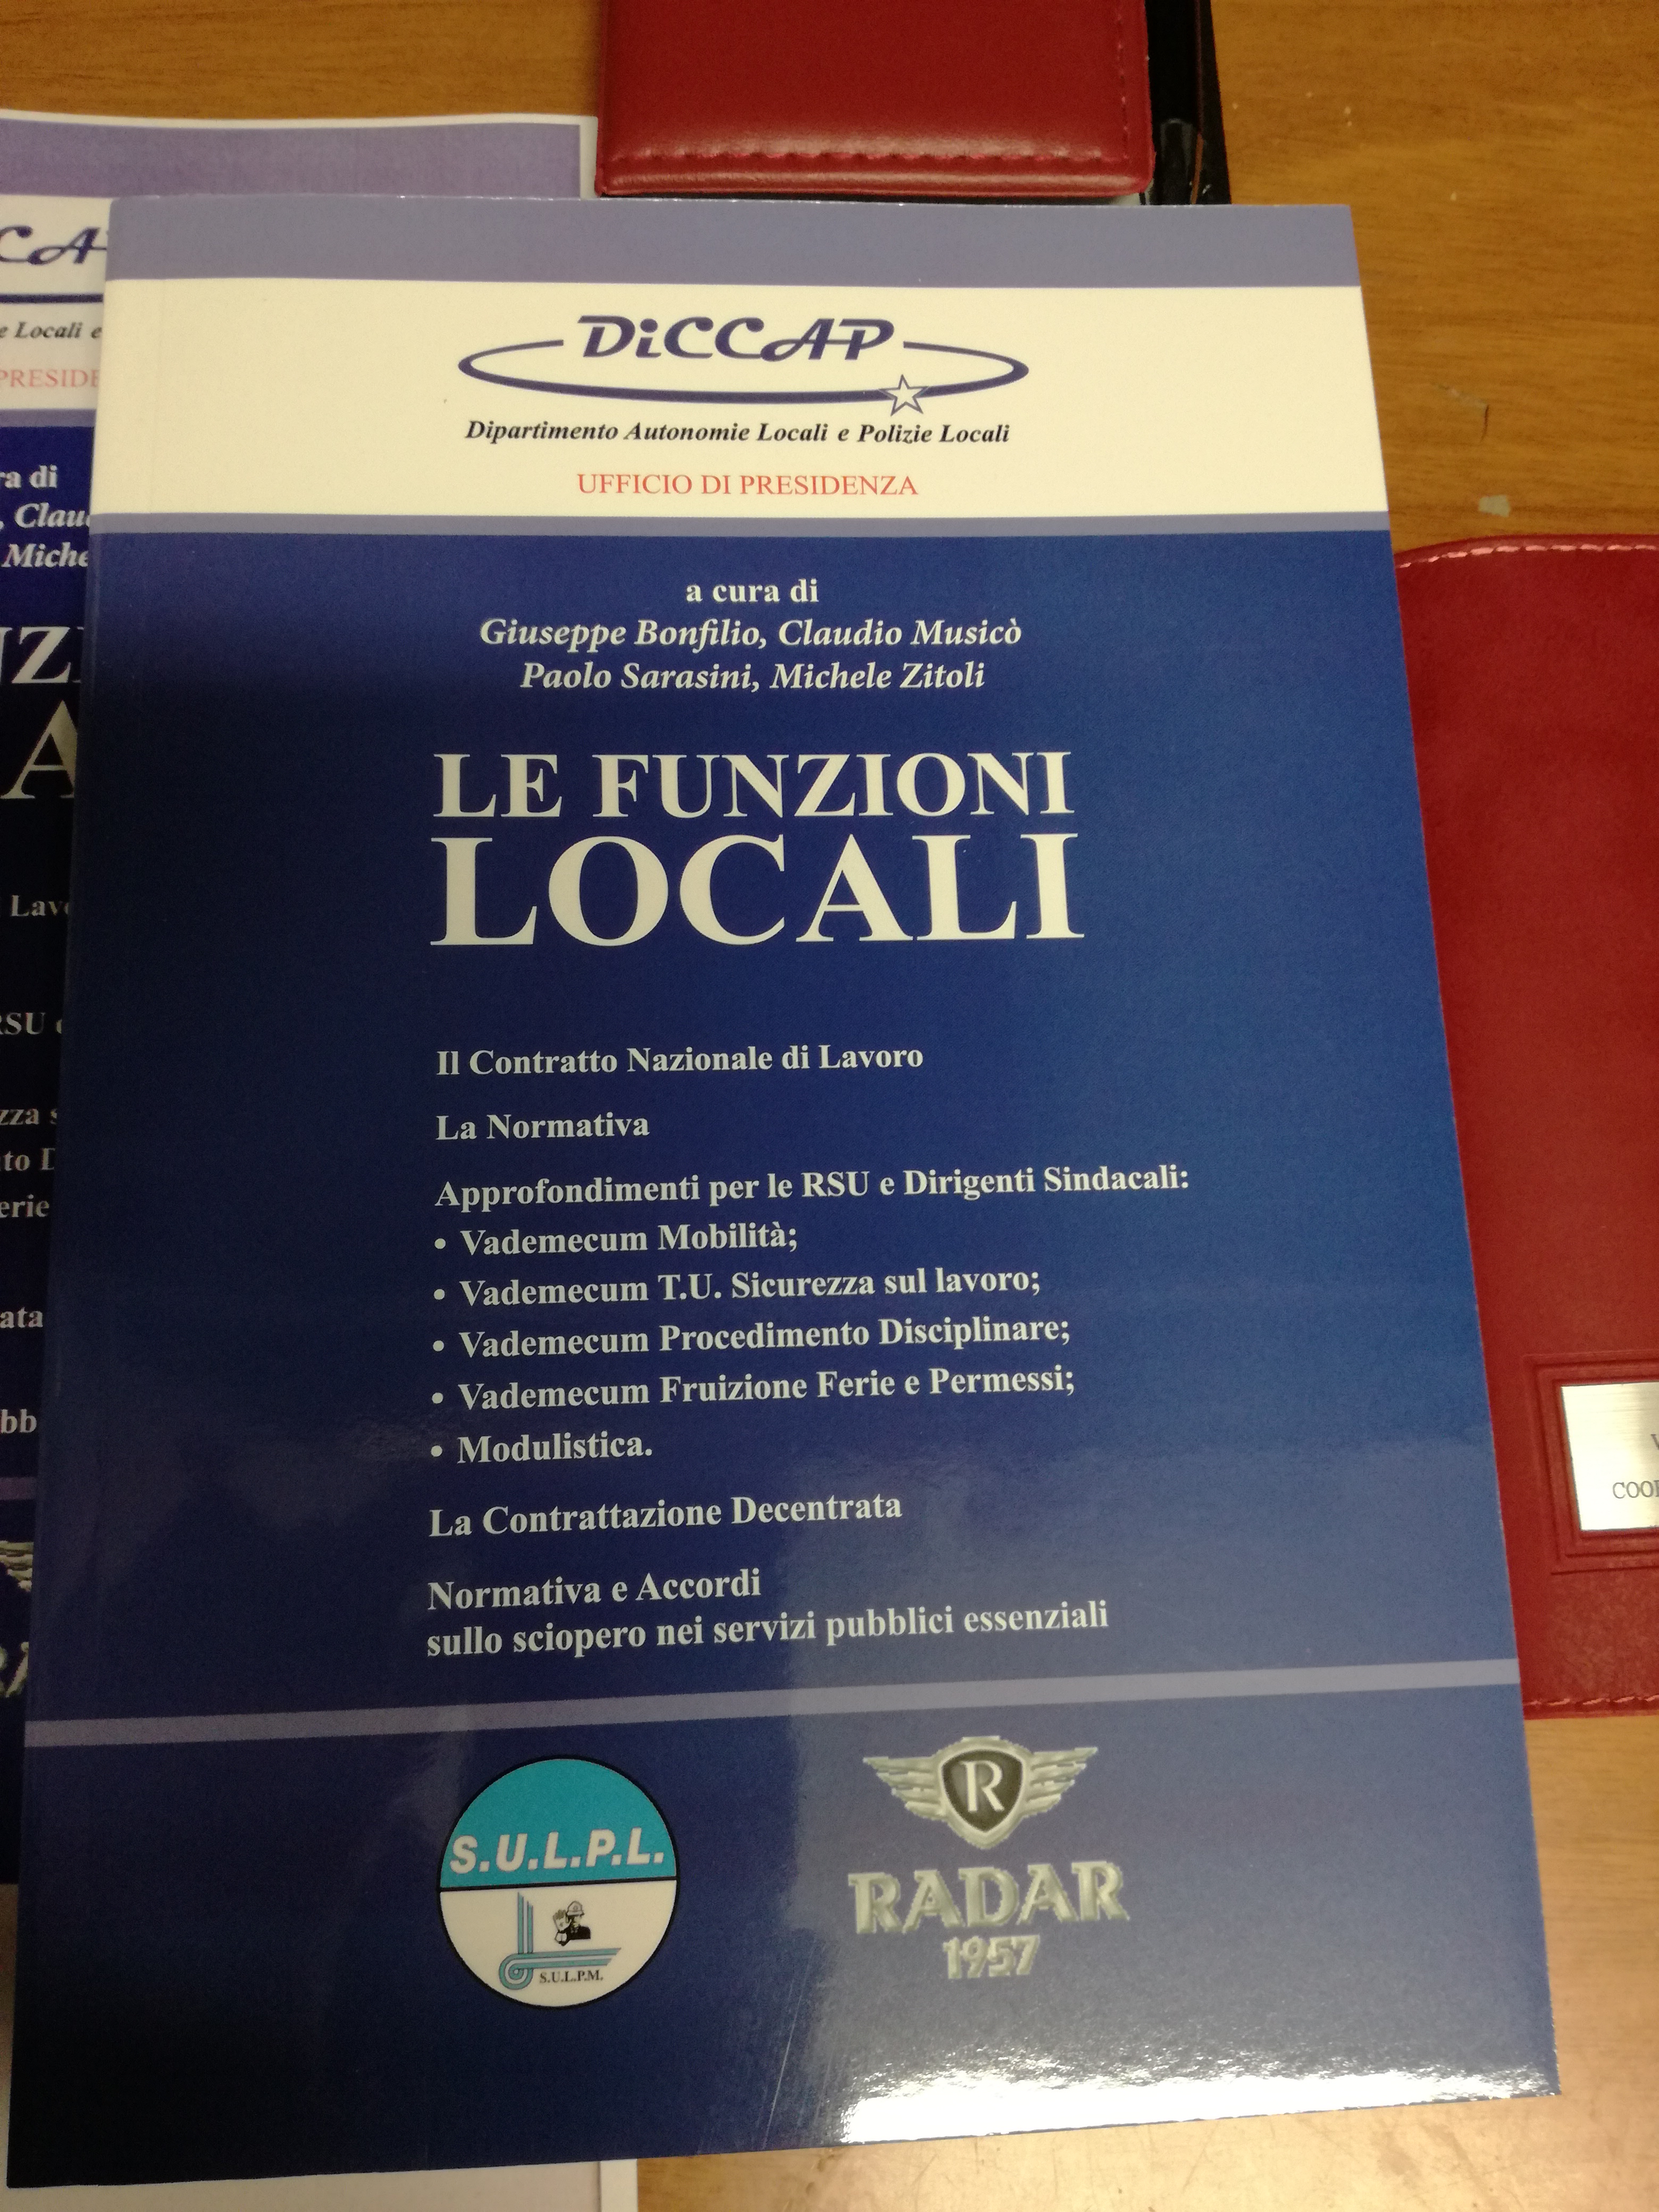 DiCCAP
Dipartimento Autonomie Locali e Polizie Locali
UFFICIO DI PRESIDENZA
a cura di
Giuseppe Bonfilio, Claudio Musicò
Paolo Sarasini, Michele Zitoli
LE FUNZIONI
LOCALI
Il Contratto Nazionale di Lavoro
La Normativa
Approfondimenti per le RSU e Dirigenti Sindacali:
• Vademecum Mobilità;
• Vademecum T.U. Sicurezza sul lavoro;
• Vademecum Procedimento Disciplinare;
• Vademecum Fruizione Ferie e Permessi;
• Modulistica.
La Contrattazione Decentrata
Normativa e Accordi
sullo sciopero nei servizi pubblici essenziali
S.U.L.P.L.
S.U.L.P.M.
R
RADAR
1957